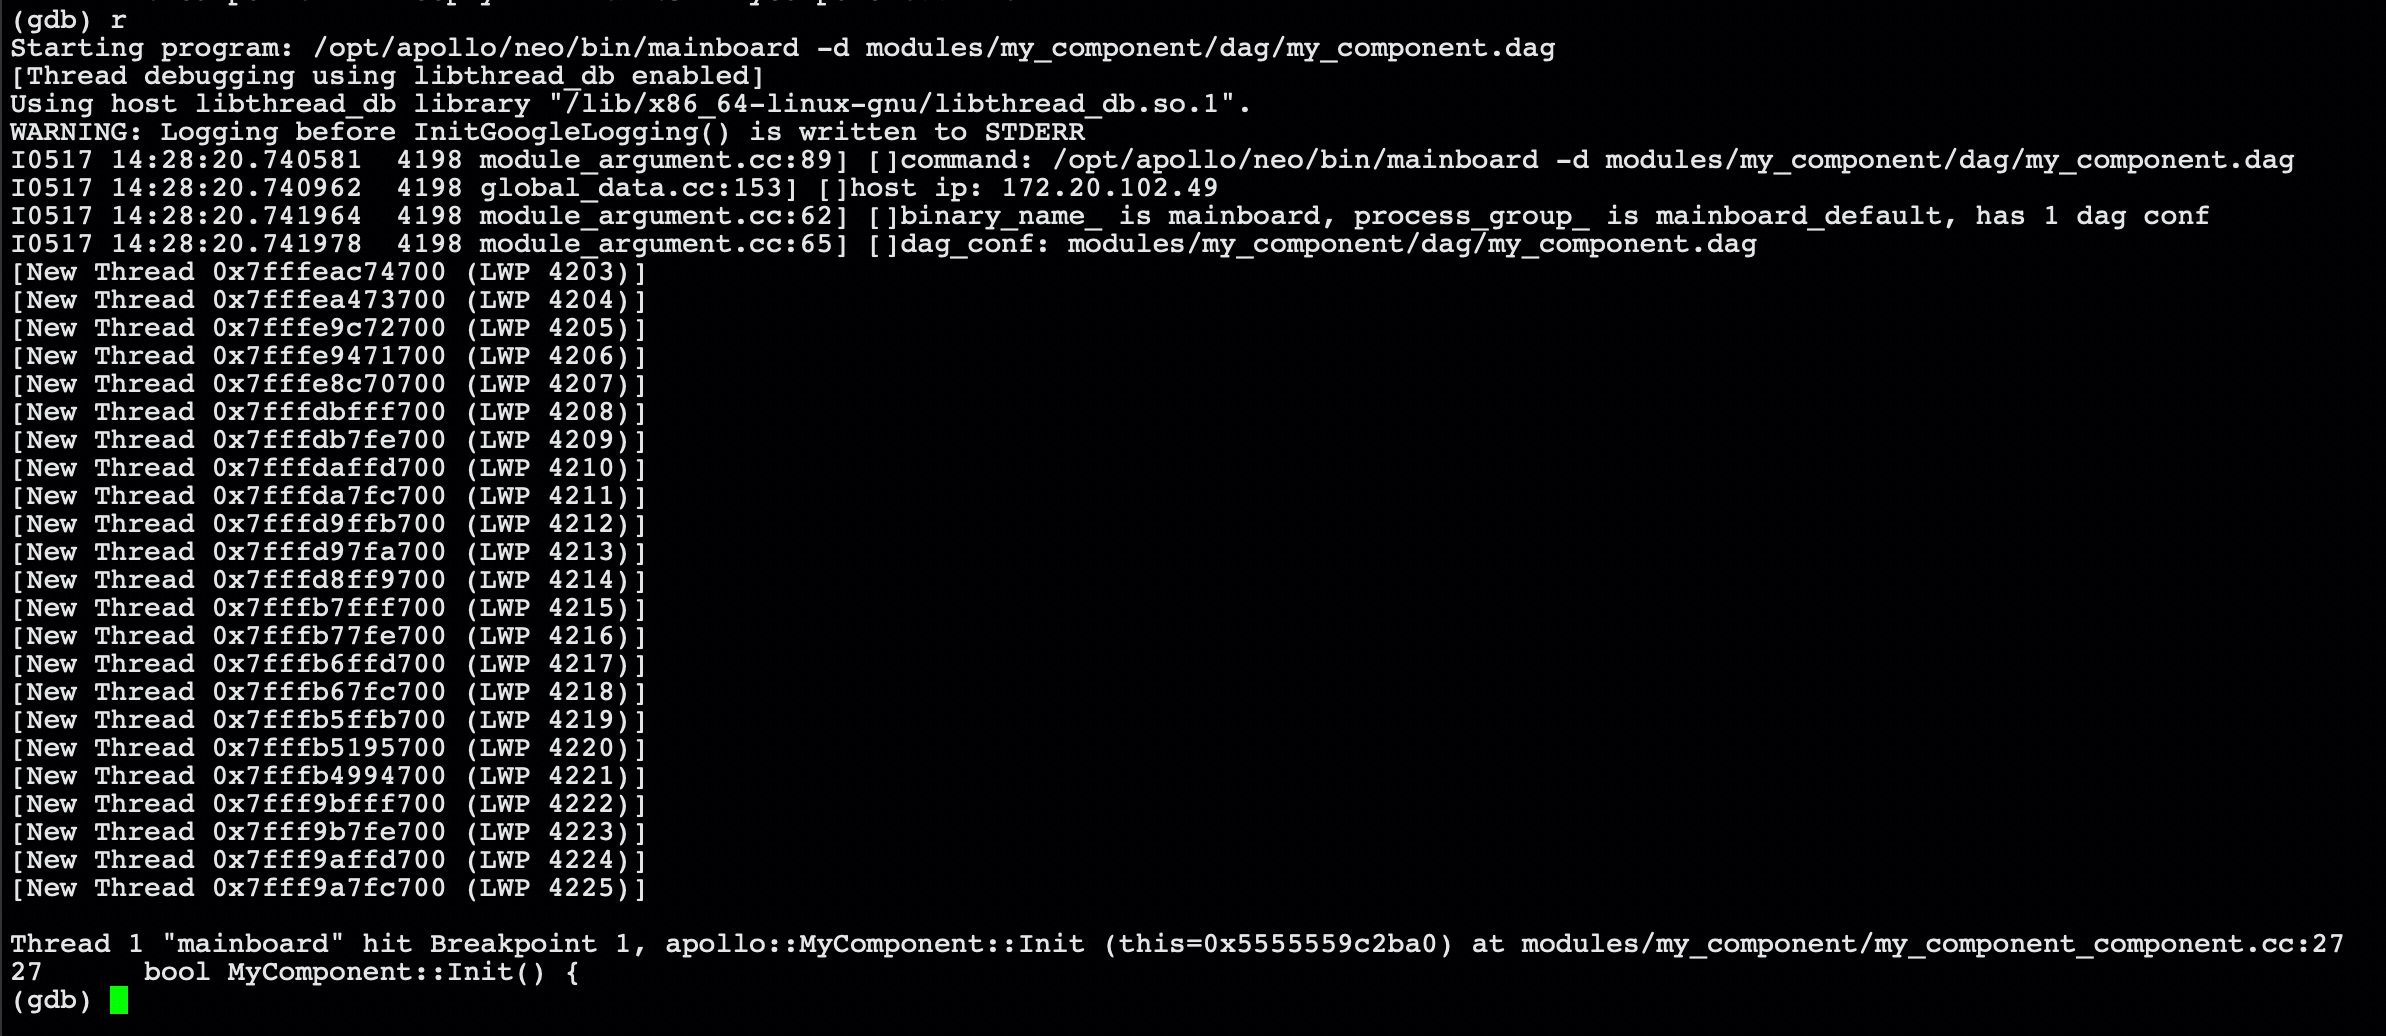 (gdb) r
Starting program: /opt/apollo/neo/bin/mainboard -d modules/my_component/dag/my_component.dag
[Thread debugging using libthread_db enabled]
Using host libthread_db library "/lib/x86_64-linux-gnu/libthread_db.so.1".
WARNING: Logging before InitGoogleLogging() is written to STDERR
I0517 14:28:20.740581  4198 module_argument.cc:89] []command: /opt/apollo/neo/bin/mainboard -d modules/my_component/dag/my_component.dag
I0517 14:28:20.740962  4198 global_data.cc:153] []host ip: 172.20.102.49
I0517 14:28:20.741964  4198 module_argument.cc:62] []binary_name_ is mainboard, process_group_ is mainboard_default, has 1 dag conf
I0517 14:28:20.741978  4198 module_argument.cc:65] []dag_conf: modules/my_component/dag/my_component.dag
[New Thread 0x7fffeac74700 (LWP 4203)]
[New Thread 0x7fffea473700 (LWP 4204)]
[New Thread 0x7fffe9c72700 (LWP 4205)]
[New Thread 0x7fffe9471700 (LWP 4206)]
[New Thread 0x7fffe8c70700 (LWP 4207)]
[New Thread 0x7fffdbfff700 (LWP 4208)]
[New Thread 0x7fffdb7fe700 (LWP 4209)]
[New Thread 0x7fffdaffd700 (LWP 4210)]
[New Thread 0x7fffda7fc700 (LWP 4211)]
[New Thread 0x7fffd9ffb700 (LWP 4212)]
[New Thread 0x7fffd97fa700 (LWP 4213)]
[New Thread 0x7fffd8ff9700 (LWP 4214)]
[New Thread 0x7fffb7fff700 (LWP 4215)]
[New Thread 0x7fffb77fe700 (LWP 4216)]
[New Thread 0x7fffb6ffd700 (LWP 4217)]
[New Thread 0x7fffb67fc700 (LWP 4218)]
[New Thread 0x7fffb5ffb700 (LWP 4219)]
[New Thread 0x7fffb5195700 (LWP 4220)]
[New Thread 0x7fffb4994700 (LWP 4221)]
[New Thread 0x7fff9bfff700 (LWP 4222)]
[New Thread 0x7fff9b7fe700 (LWP 4223)]
[New Thread 0x7fff9affd700 (LWP 4224)]
[New Thread 0x7fff9a7fc700 (LWP 4225)]
Thread 1 "mainboard" hit Breakpoint 1, apollo::MyComponent::Init (this=0x5555559c2ba0) at modules/my_component/my_component_component.cc:27
27      bool MyComponent::Init() {
(gdb)